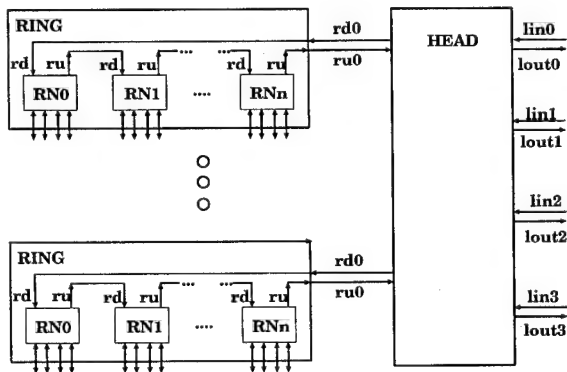 RING
rd0
HEAD
lin0
rd ru rd ru ... ... rd ru
ru0
lout0
RN0 RN1 .... RNn
lin1
lout1
lin2
RING
rd0
lout2
rd ru rd ru ... ... rd ru
ru0
lin3
RN0 RN1 .... RNn
lout3